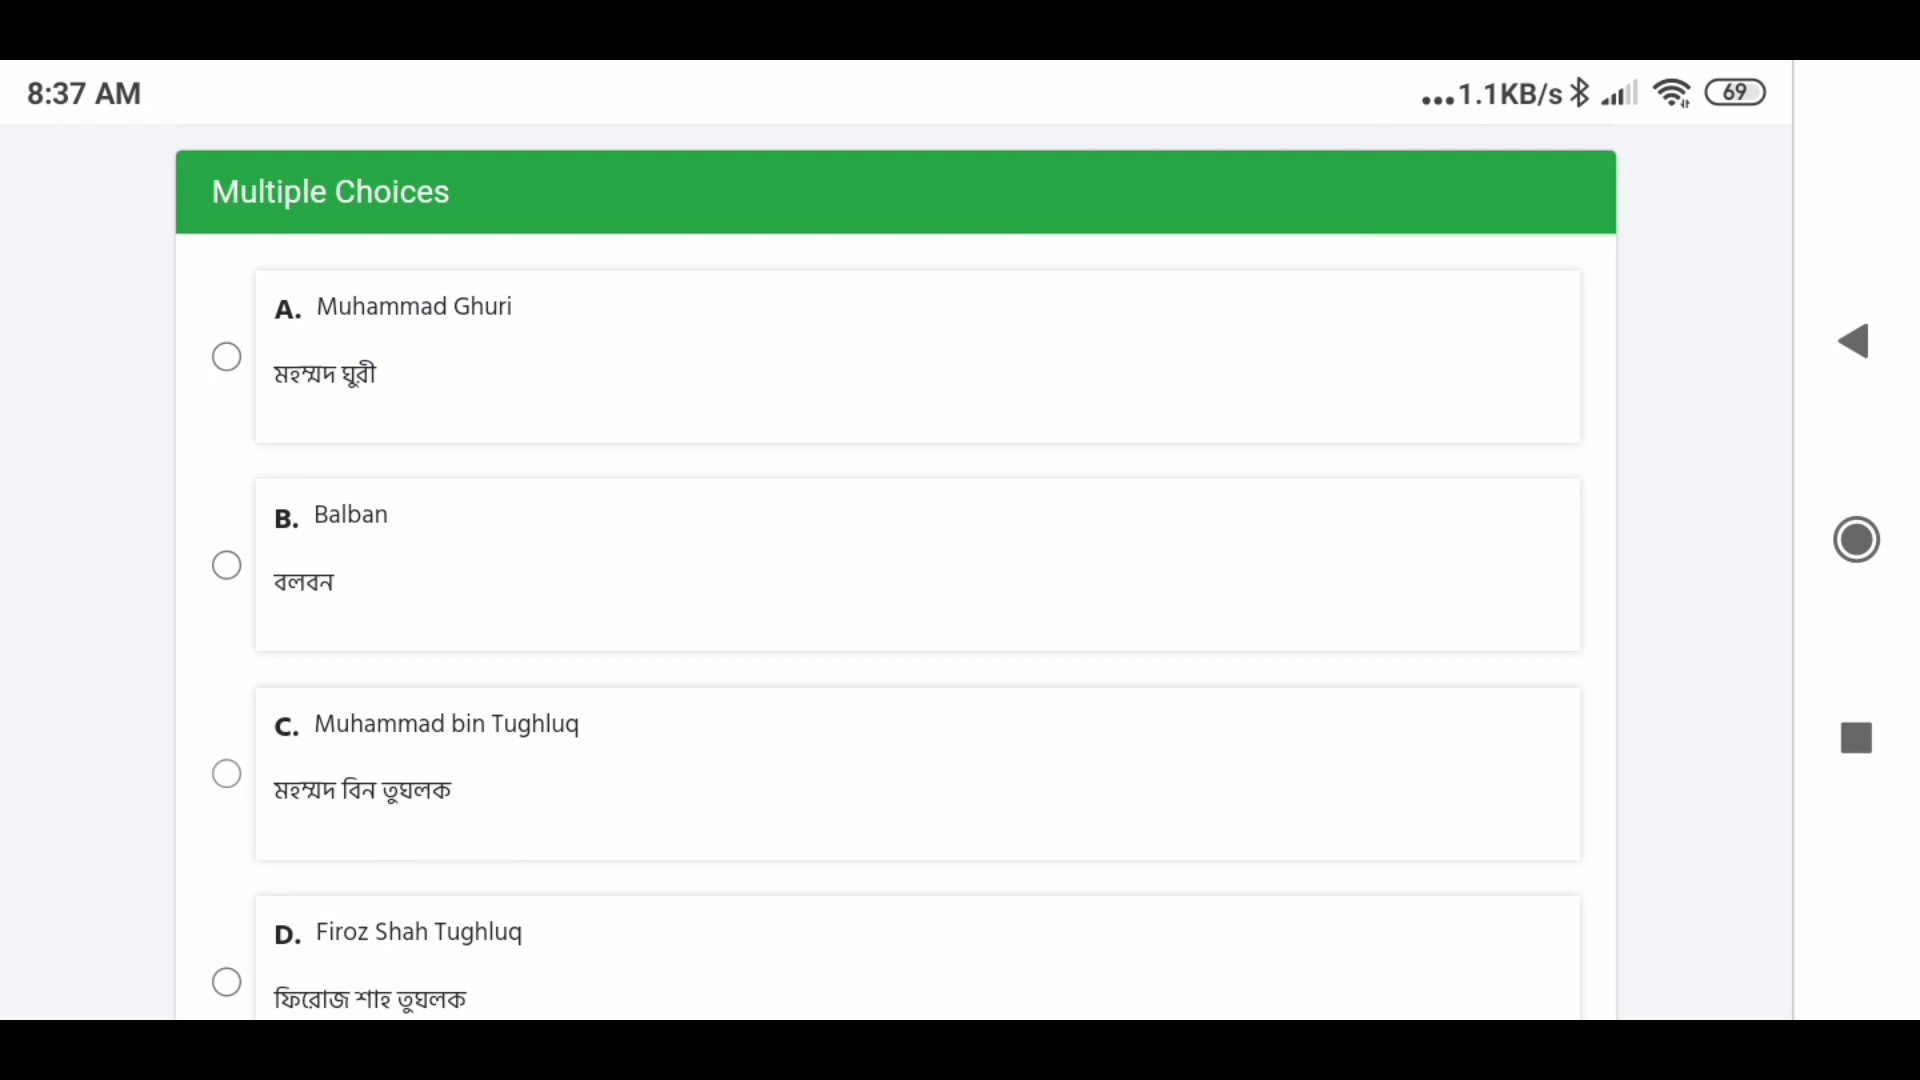 8:37 AM
...1.1KB/s
69
Multiple Choices
A. Muhammad Ghuri
মহম্মদ ঘুরী
B. Balban
বলবন
C. Muhammad bin Tughluq
মহম্মদ বিন তুঘলক
D. Firoz Shah Tughluq
ফিরোজ শাহ তুঘলক